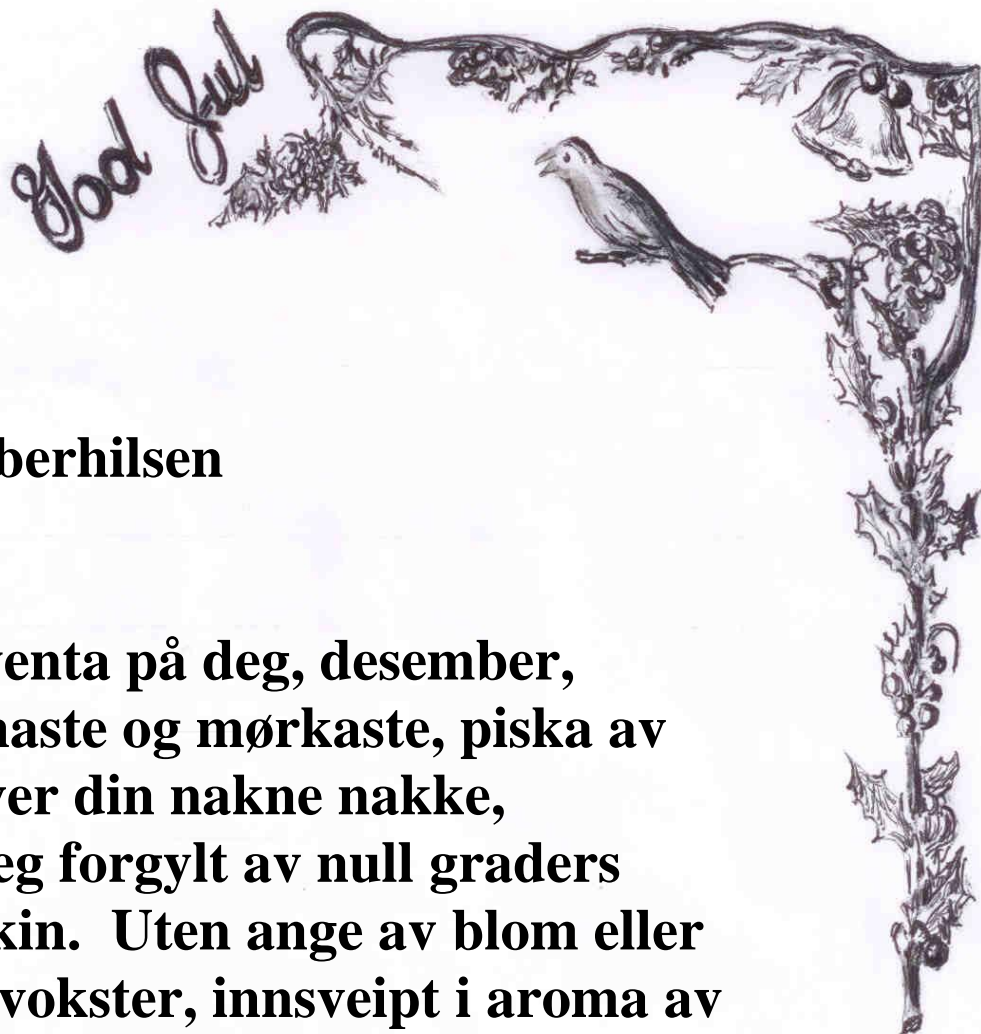 God Jul
berhilsen
venta på deg, desember,
naste og mørkaste, piska av
ver din nakne nakke,
eg forgylt av null graders
kin. Uten ange av blom eller
vokster, innsveipt i aroma av